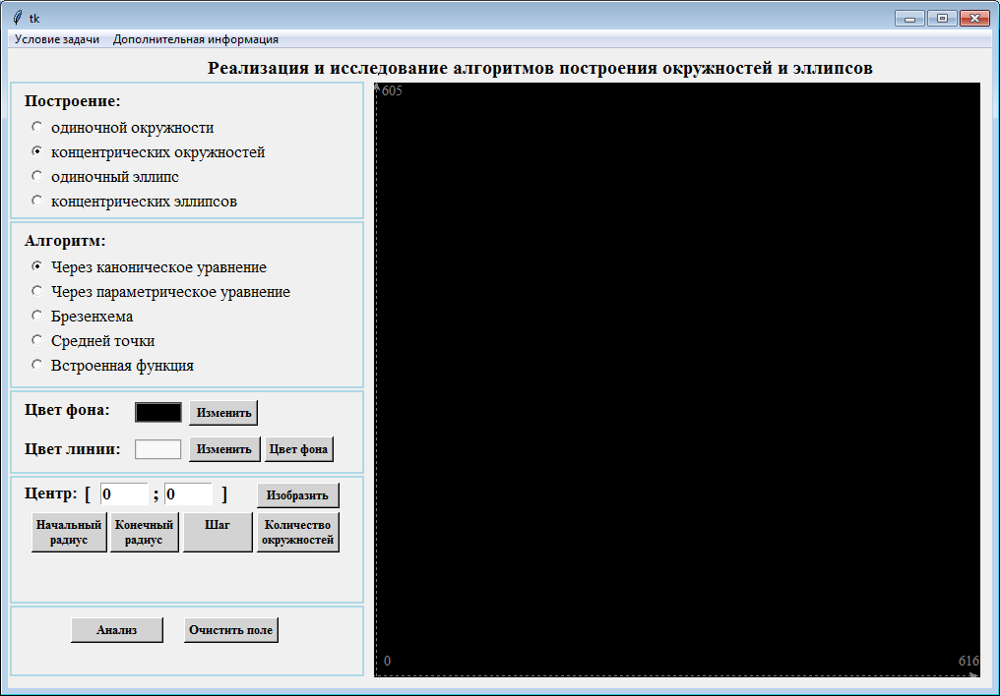 tk
Условие задачи Дополнительная информация
Реализация и исследование алгоритмов построения окружностей и эллипсов
Построение:
одиночной окружности
концентрических окружностей
одиночный эллипс
концентрических эллипсов
Алгоритм:
Через каноническое уравнение
Через параметрическое уравнение
Брезенхема
Средней точки
Встроенная функция
Цвет фона: Изменить
Цвет линии: Изменить Цвет фона
Центр: [ 0 ; 0 ] Изобразить
Начальный радиус
Конечный радиус
Шаг
Количество окружностей
Анализ Очистить поле
605
0 616